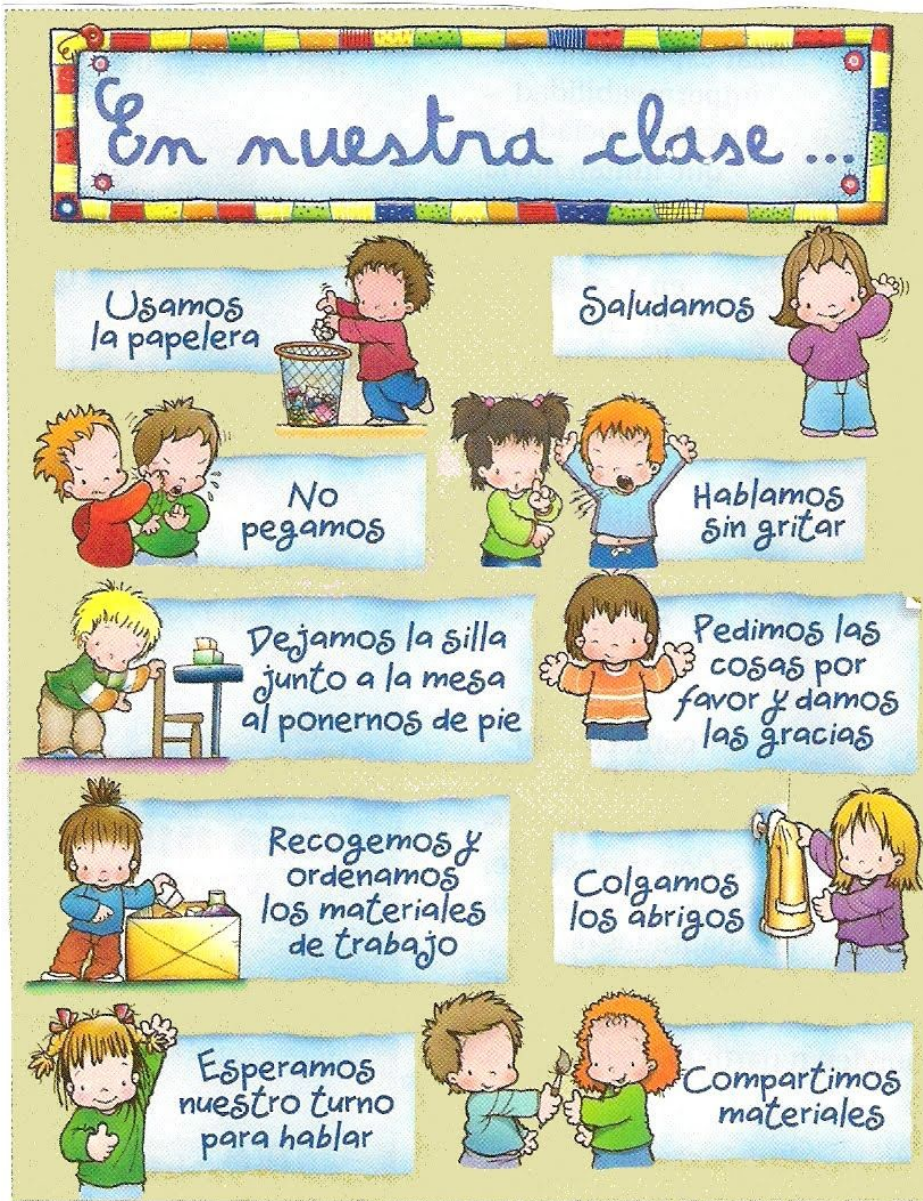 En nuestra clase ...
Usamos
la papelera
Saludamos
No
pegamos
Hablamos
sin gritar
Dejamos la silla
junto a la mesa
al ponernos de pie
Pedimos las
cosas por
favor y damos
las gracias
Recogemos y
ordenamos
los materiales
de trabajo
Colgamos
los abrigos
Esperamos
nuestro turno
para hablar
Compartimos
materiales